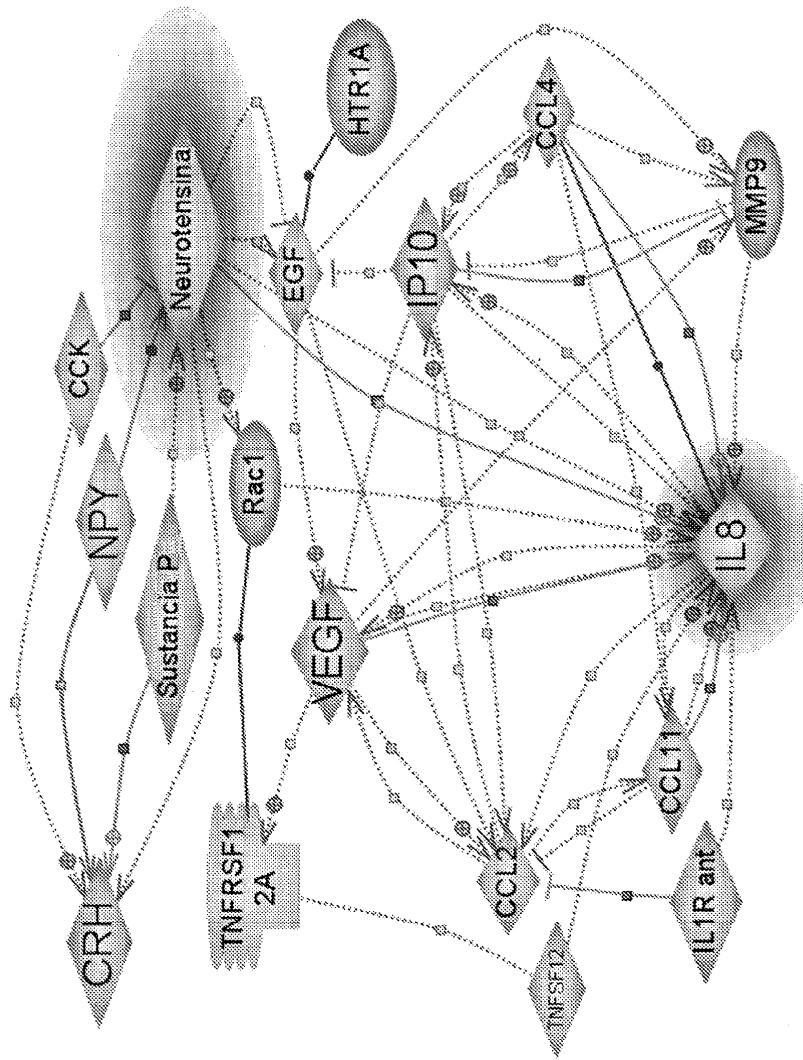 CRH
NPY
CCK
Sustancia P
Neurotensina
TNFRSF1
2A
Rac1
EGF
HTR1A
VEGF
IP10
CCL4
CCL2
TNFSF12
CCL11
IL1R ant
IL8
MMP9